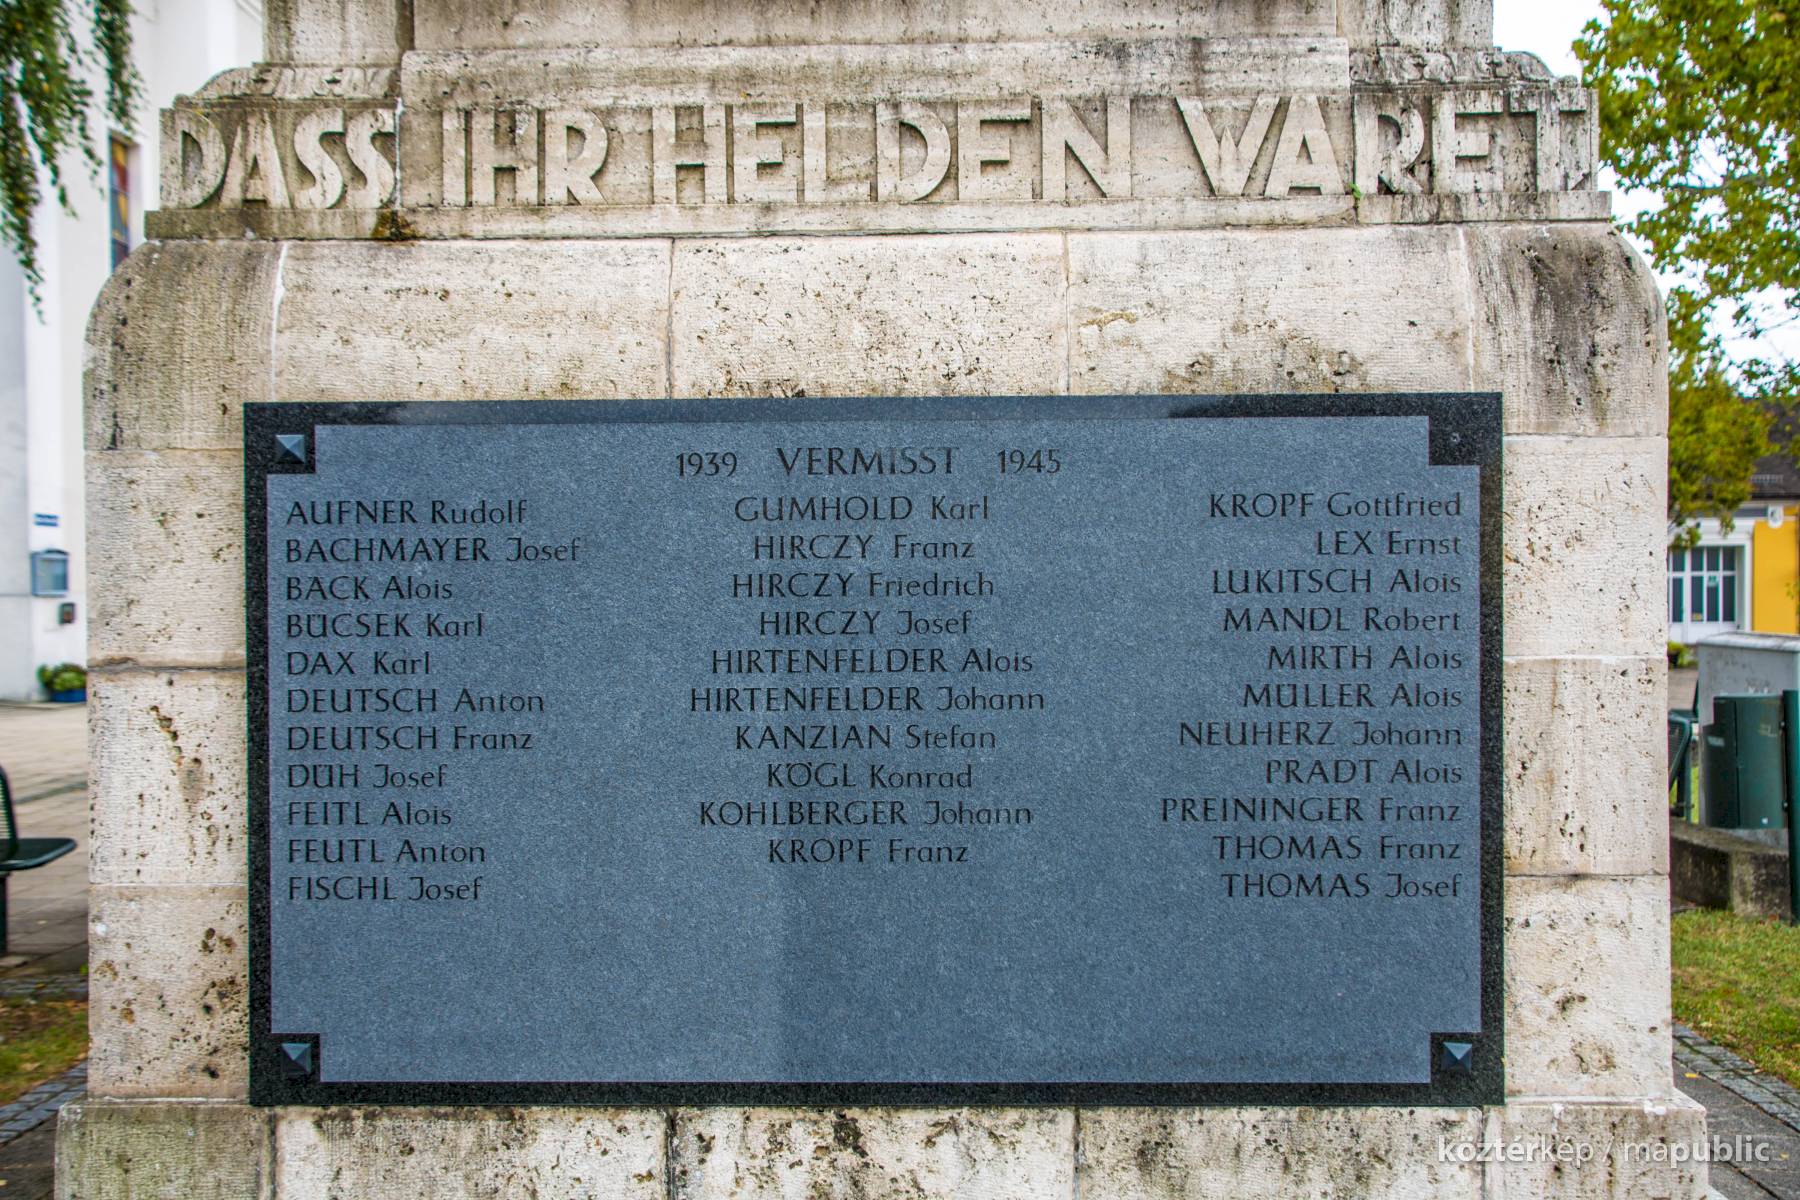 DASS IHR HELDEN WARET
1939 VERMISST 1945
AUFNER Rudolf
BACHMAYER Josef
BACK Alois
BÜCSEK Karl
DAX Karl
DEUTSCH Anton
DEUTSCH Franz
DÜH Josef
FEITL Alois
FEUTL Anton
FISCHL Josef
GUMHOLD Karl
HIRCZY Franz
HIRCZY Friedrich
HIRCZY Josef
HIRTENFELDER Alois
HIRTENFELDER Johann
KANZIAN Stefan
KÖGL Konrad
KOHLBERGER Johann
KROPF Franz
KROPF Gottfried
LEX Ernst
LUKITSCH Alois
MANDL Robert
MIRTH Alois
MÜLLER Alois
NEUHERZ Johann
PRADT Alois
PREININGER Franz
THOMAS Franz
THOMAS Josef
köztérkép / mapublic